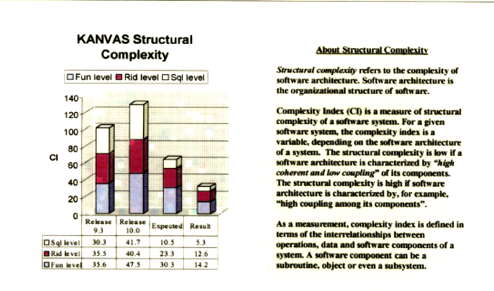 KANVAS Structural
Complexity
Fun level Rid level Sql level
140
120
100
80
60
40
20
0
CI
Release 9.3 Release 10.0 Expected Result
Sql level 30.3 41.7 10.5 5.3
Rid level 35.5 40.4 23.3 12.6
Fun level 35.6 47.5 30.3 14.2
About Structural Complexity
Structural complexity refers to the complexity of
software architecture. Software architecture is
the organizational structure of software.
Complexity Index (CI) is a measure of structural
complexity of a software system. For a given
software system, the complexity index is a
variable, depending on the software architecture
of a system. The structural complexity is low if a
software architecture is characterized by "high
coherent and low coupling" of its components.
The structural complexity is high if software
architecture is characterized by, for example,
"high coupling among its components".
As a measurement, complexity index is defined in
terms of the interrelationships between
operations, data and software components of a
system. A software component can be a
subroutine, object or even a subsystem.